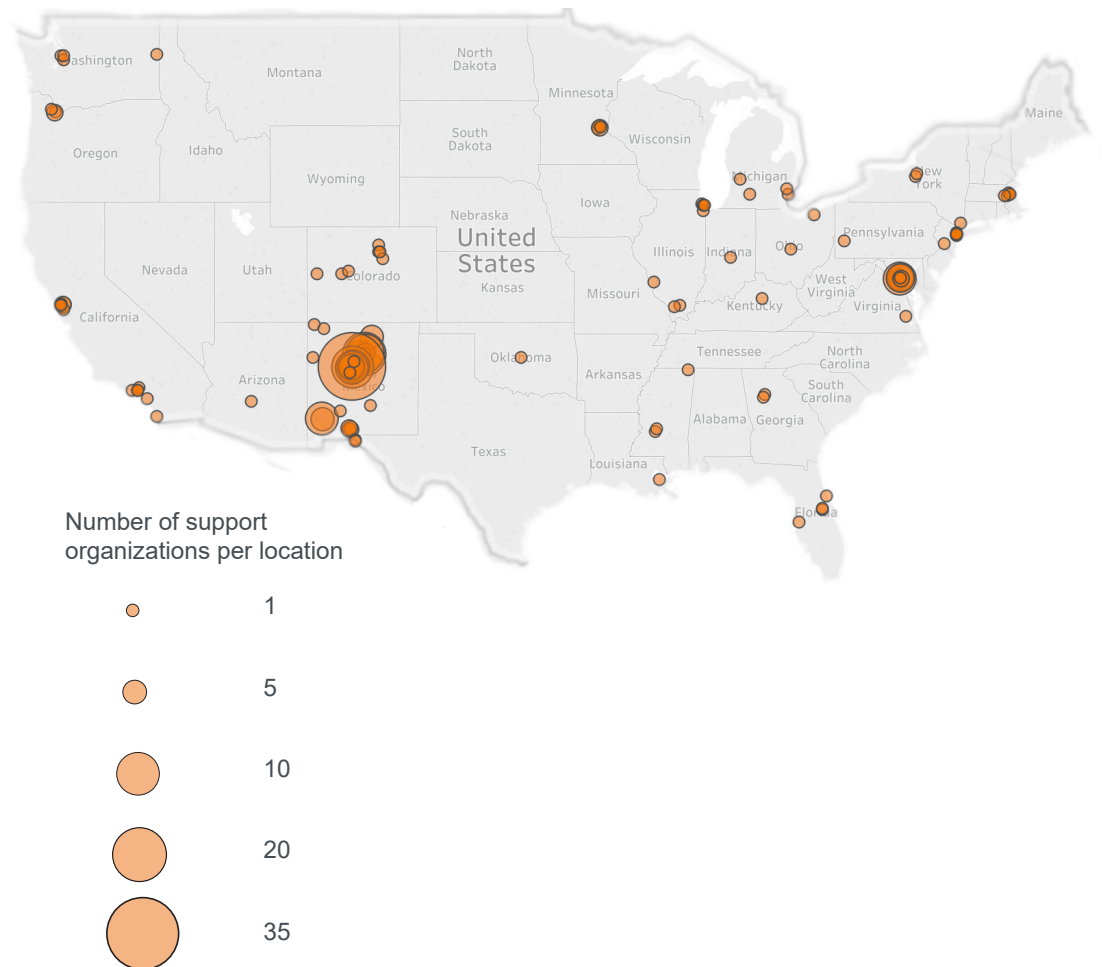 North
Dakota
Montana
Minnesota
Maine
South
Dakota
Wisconsin
Oregon
Idaho
Wyoming
New
York
Iowa
Nebraska
United
States
Pennsylvania
Illinois
Indiana
Ohio
Nevada
Utah
Colorado
Kansas
Missouri
West
Virginia
Virginia
Kentucky
California
Oklahoma
Tennessee
North
Carolina
Arizona
Arkansas
South
Carolina
Alabama
Georgia
Texas
Louisiana
Florida
Number of support
organizations per location
1
5
10
20
35